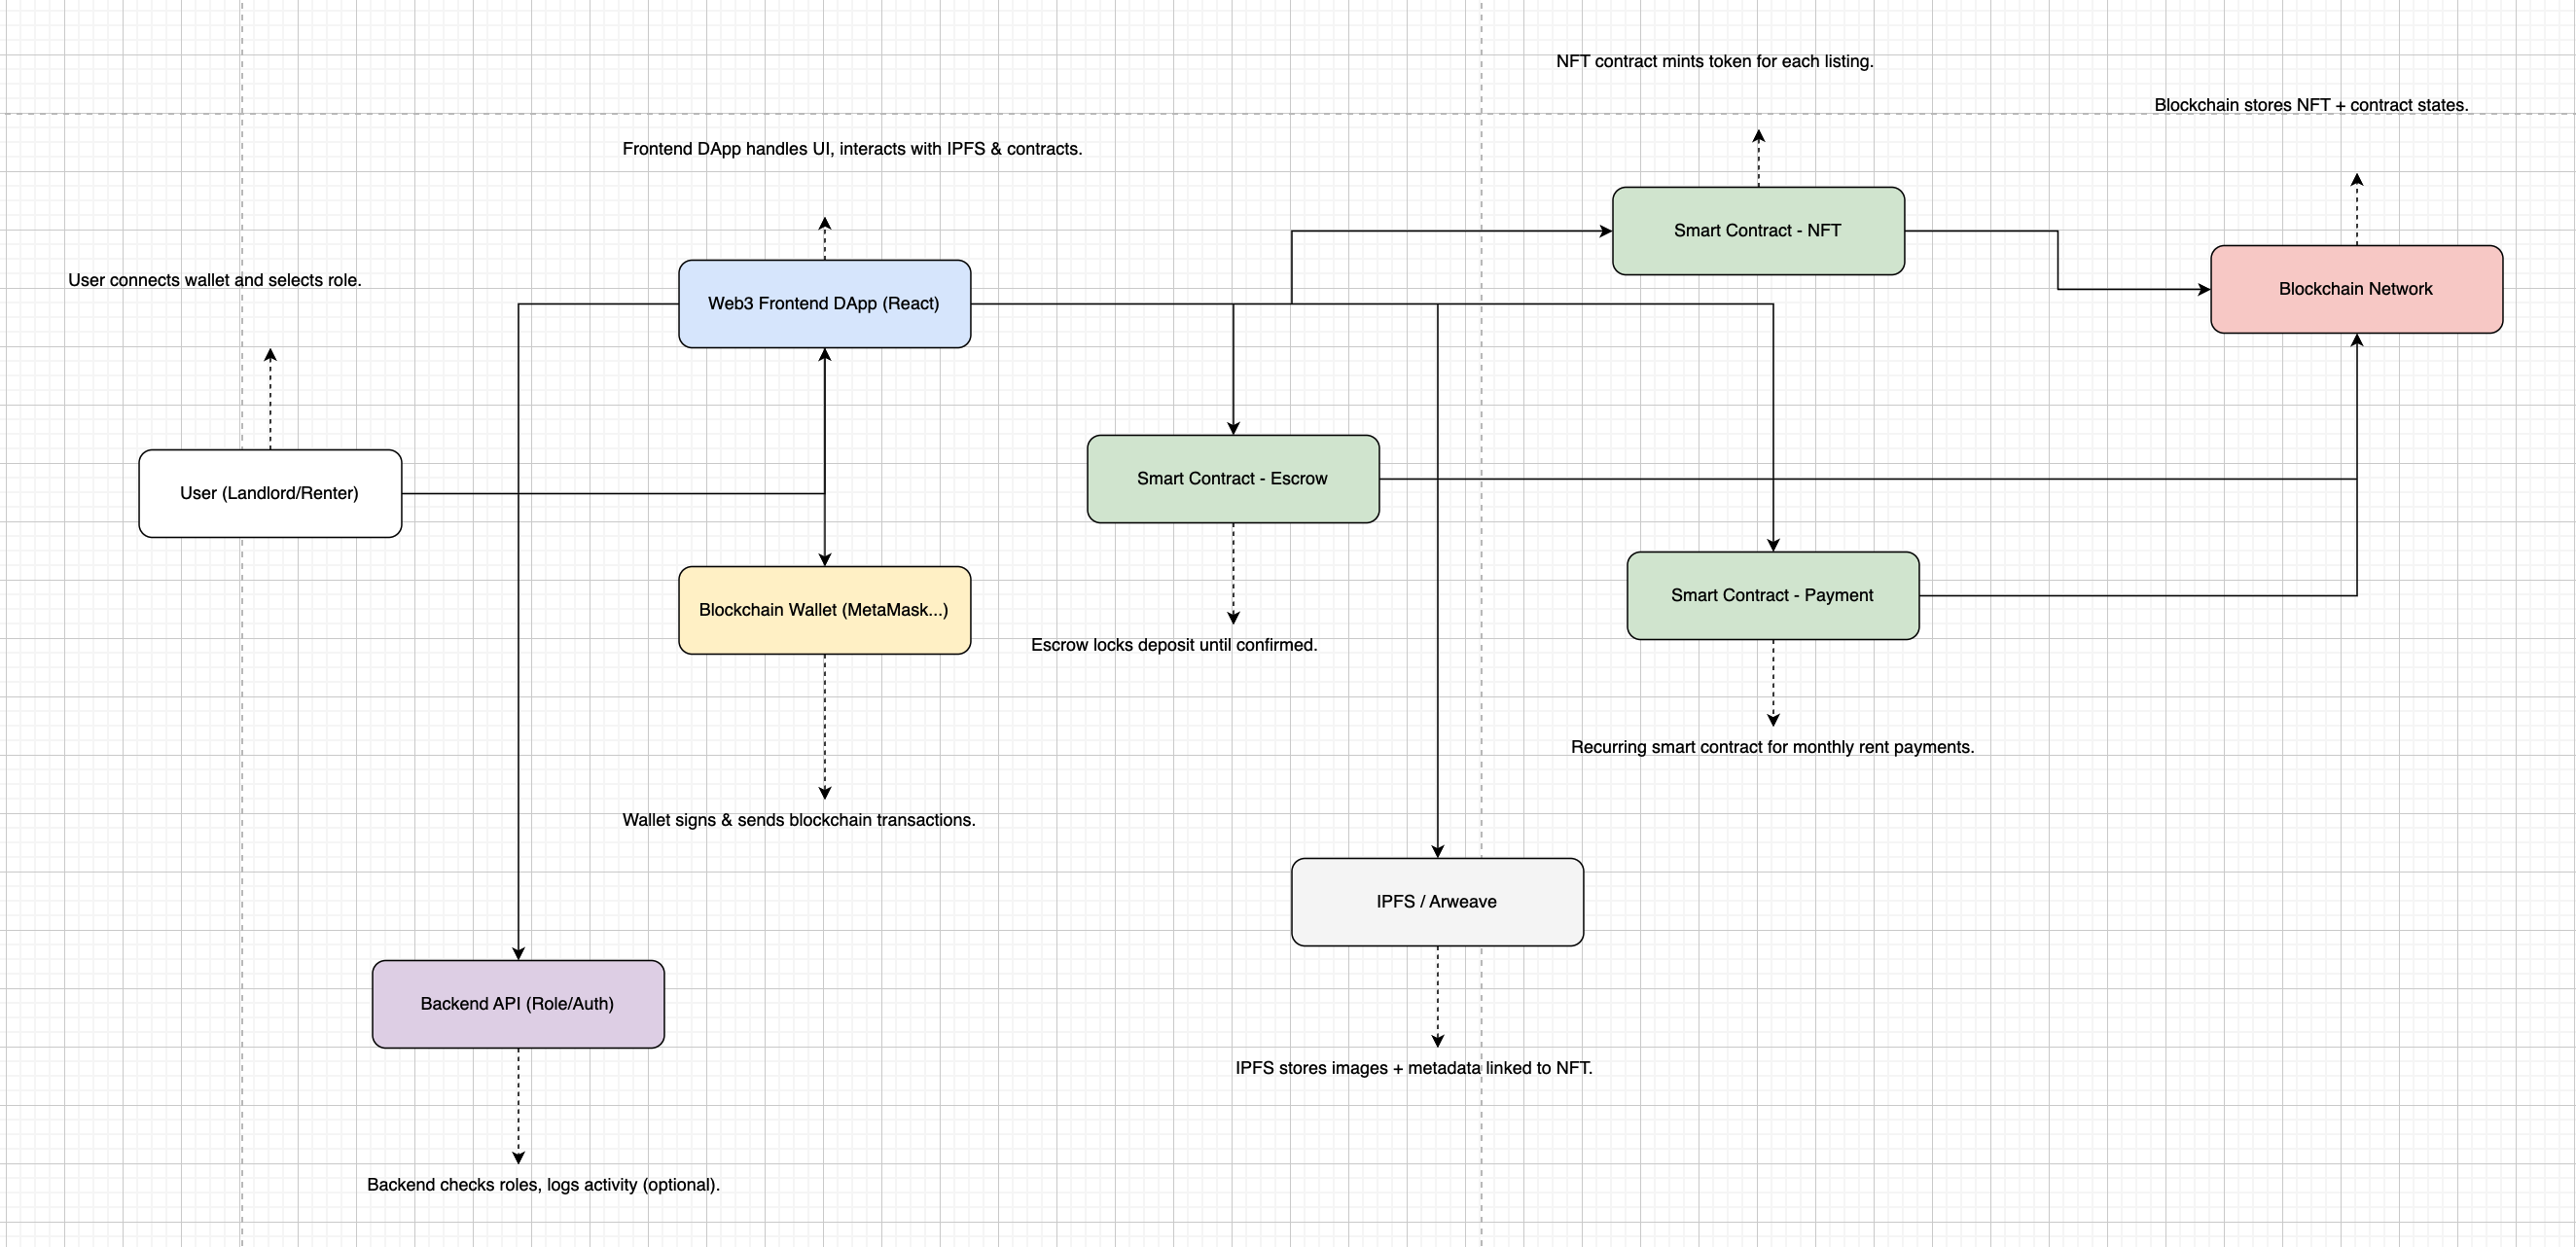 NFT contract mints token for each listing.
Blockchain stores NFT + contract states.
Frontend DApp handles UI, interacts with IPFS & contracts.
Smart Contract - NFT
User connects wallet and selects role.
Web3 Frontend DApp (React)
Blockchain Network
Smart Contract - Escrow
User (Landlord/Renter)
Smart Contract - Payment
Blockchain Wallet (MetaMask...)
Escrow locks deposit until confirmed.
Recurring smart contract for monthly rent payments.
Wallet signs & sends blockchain transactions.
IPFS / Arweave
Backend API (Role/Auth)
IPFS stores images + metadata linked to NFT.
Backend checks roles, logs activity (optional).